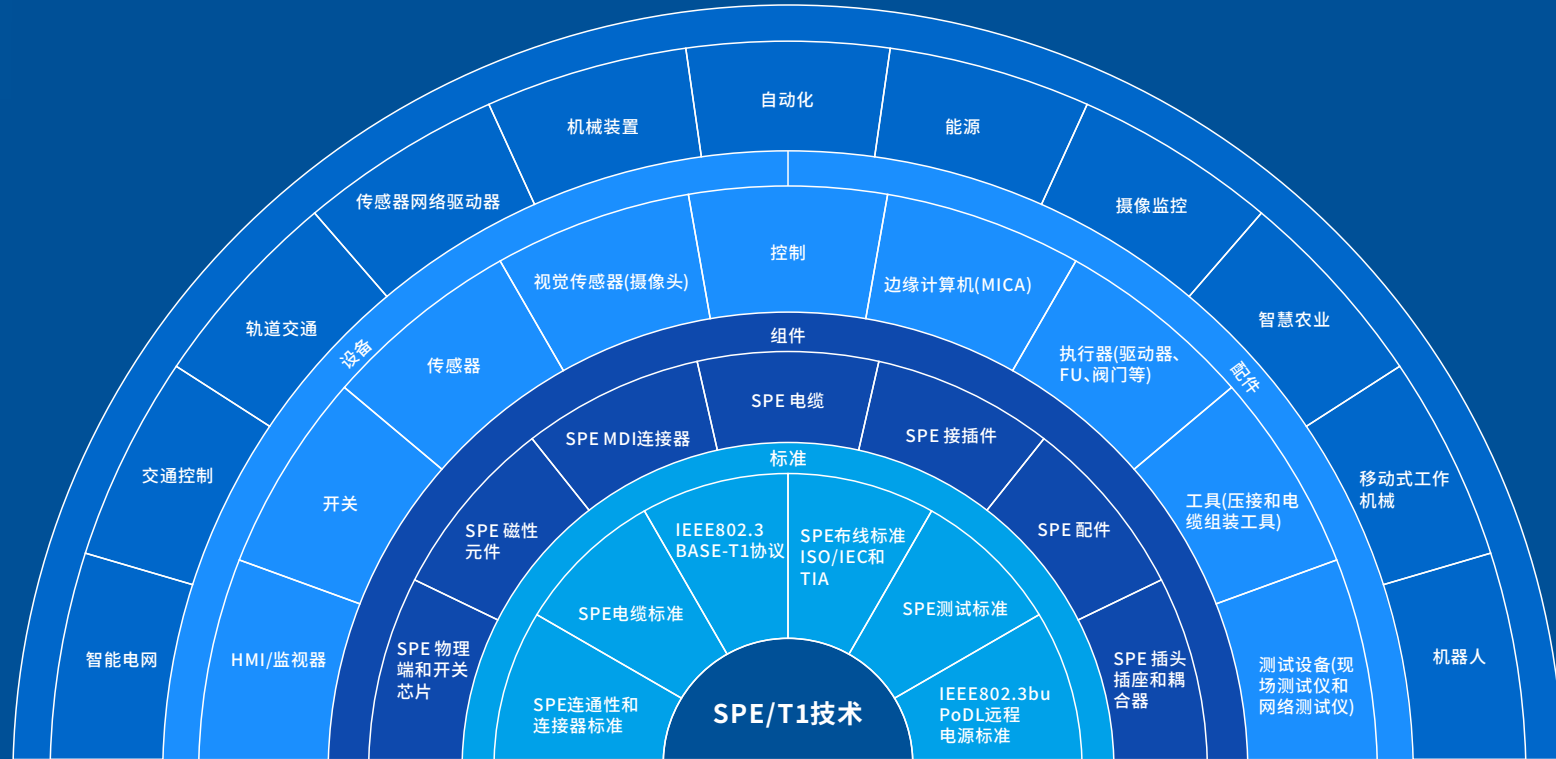 自动化
机械装置
能源
传感器网络驱动器
摄像监控
轨道交通
智慧农业
交通控制
移动式工作
机械
智能电网
机器人
设备
配件
控制
视觉传感器(摄像头)
边缘计算机(MICA)
传感器
执行器(驱动器、
FU、阀门等)
开关
工具(压接和电
缆组装工具)
HMI/监视器
测试设备(现
场测试仪和
网络测试仪)
组件
SPE 电缆
SPE MDI连接器
SPE 接插件
SPE 磁性
元件
SPE 配件
SPE 物理
端和开关
芯片
SPE 插头
插座和耦
合器
标准
IEEE802.3
BASE-T1协议
SPE布线标准
ISO/IEC和
TIA
SPE电缆标准
SPE测试标准
SPE连通性和
连接器标准
IEEE802.3bu
PoDL远程
电源标准
SPE/T1技术